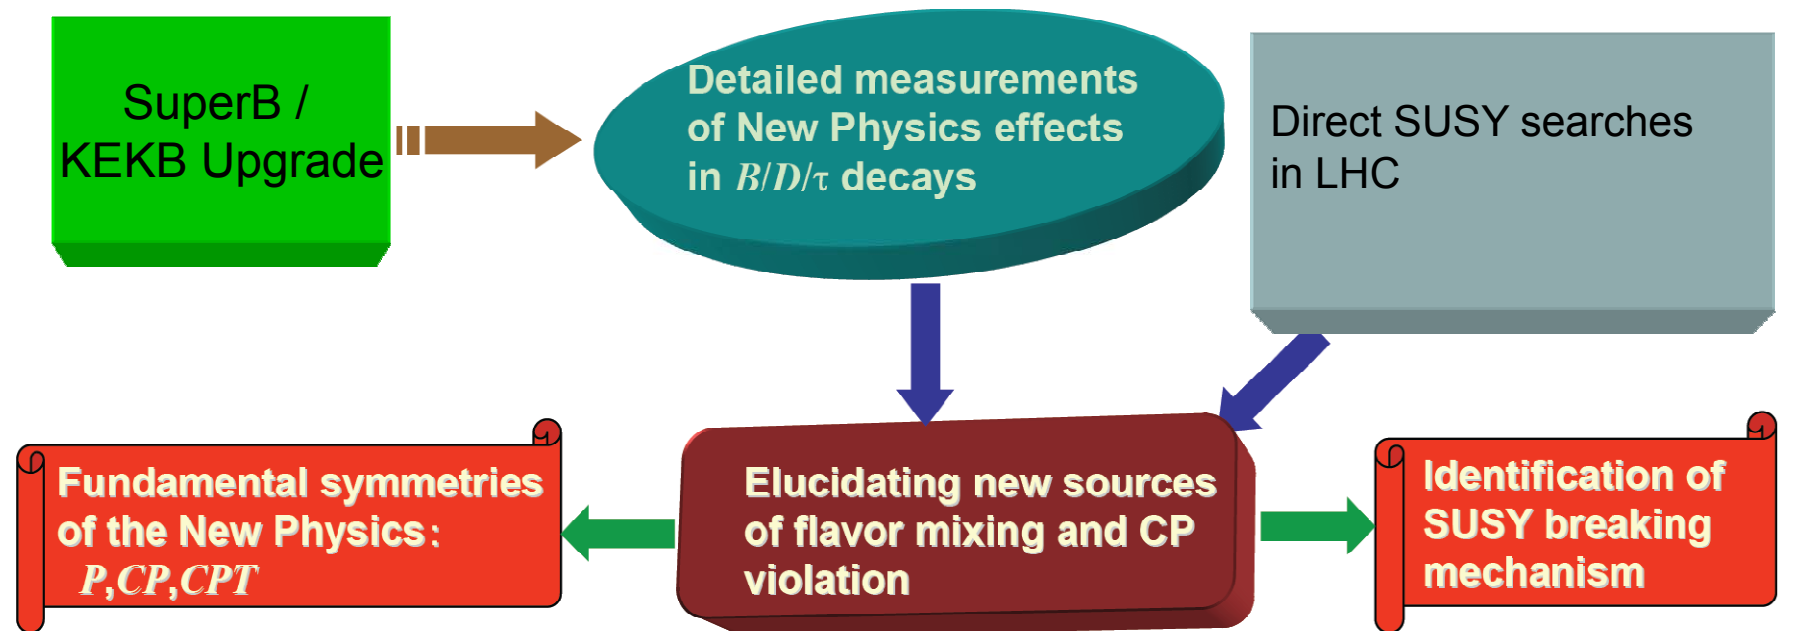 SuperB /
KEKB Upgrade
Detailed measurements
of New Physics effects
in B/D/τ decays
Direct SUSY searches
in LHC
Fundamental symmetries
of the New Physics:
P,CP,CPT
Elucidating new sources
of flavor mixing and CP
violation
Identification of
SUSY breaking
mechanism